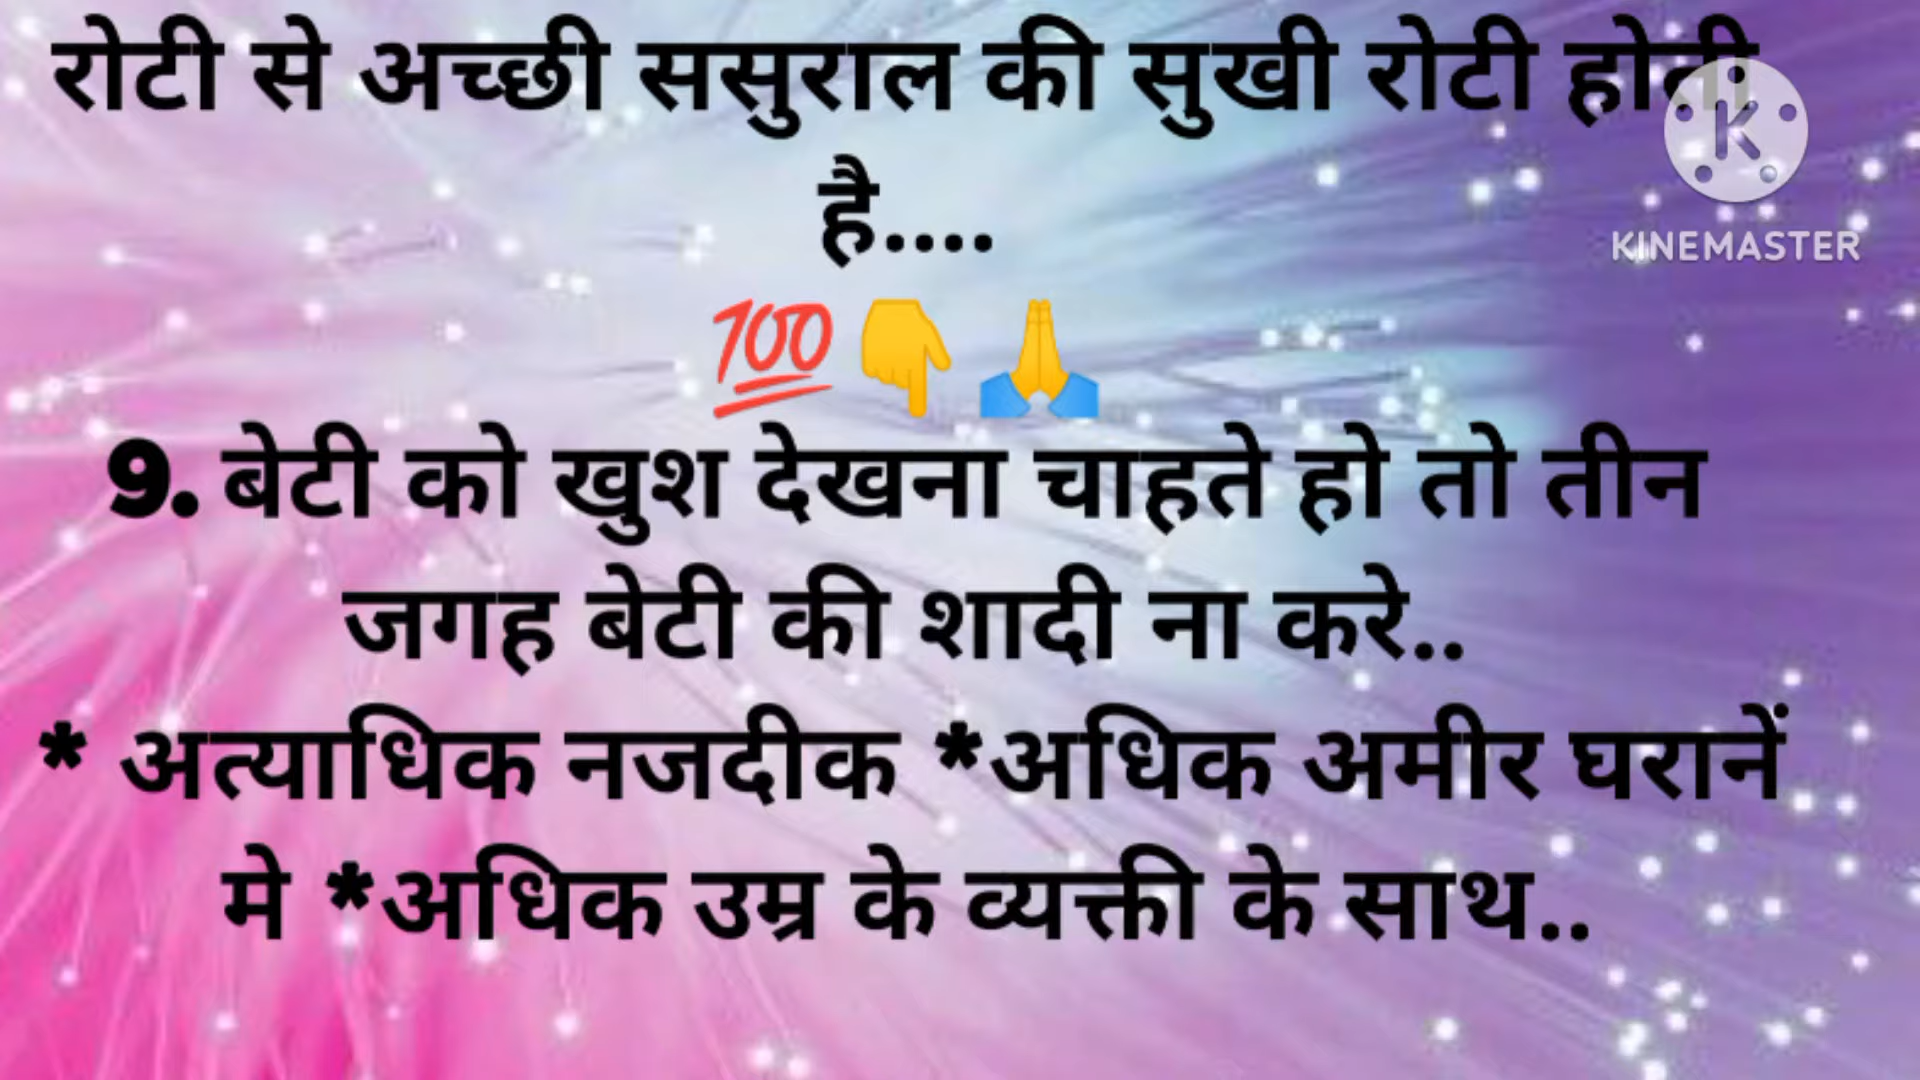 रोटी से अच्छी ससुराल की सुखी रोटी होती
है....
💯👇🙏
9. बेटी को खुश देखना चाहते हो तो तीन
जगह बेटी की शादी ना करे..
* अत्याधिक नजदीक *अधिक अमीर घरानें
मे *अधिक उम्र के व्यक्ती के साथ..
K
KINEMASTER